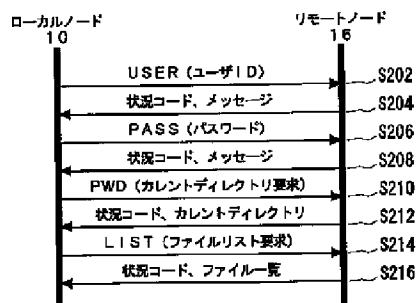 ローカルノード
10
リモートノード
16
USER（ユーザID）
S202
状況コード、メッセージ
S204
PASS（パスワード）
S206
状況コード、メッセージ
S208
PWD（カレントディレクトリ要求）
S210
状況コード、カレントディレクトリ
S212
LIST（ファイルリスト要求）
S214
状況コード、ファイル一覧
S216